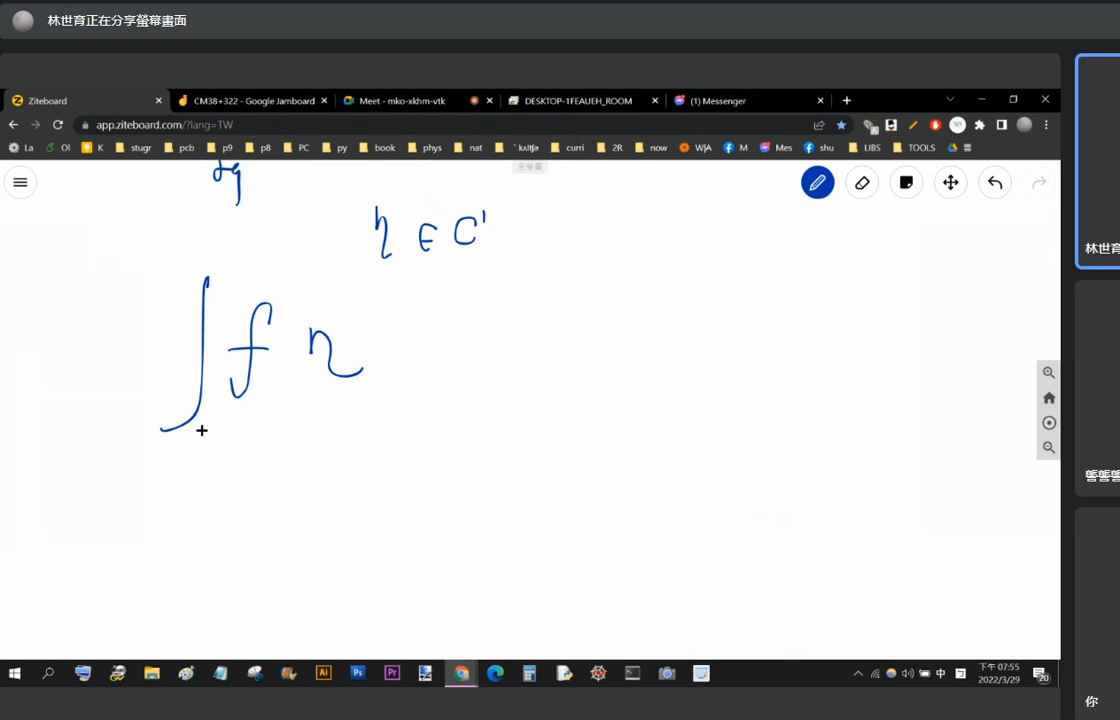 林世育正在分享螢幕畫面
Ziteboard
CM38+322 - Google Jamboard
Meet - mko-xkhm-vtk
DESKTOP-1FEAUEH_ROOM
(1) Messenger
app.ziteboard.com/?lang=TW
La Ol K stugr pcb p9 p8 PC py book phys nat kʌltʃə curri 2R now WJA M Mes shu LIBS TOOLS
η ∈ C'
∫ f η
林世育
你
中
下午 07:55
2022/3/29
20